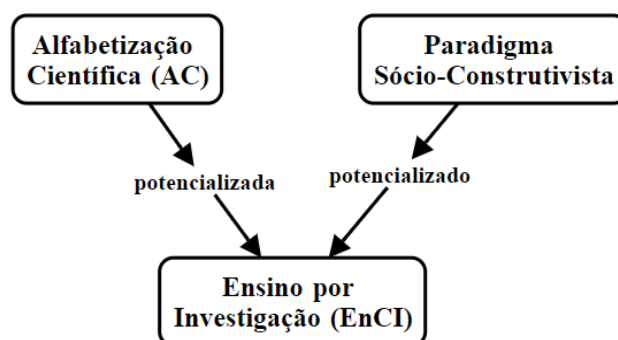 Alfabetização
Científica (AC)
Paradigma
Sócio-Construtivista
potencializada
potencializado
Ensino por
Investigação (EnCI)